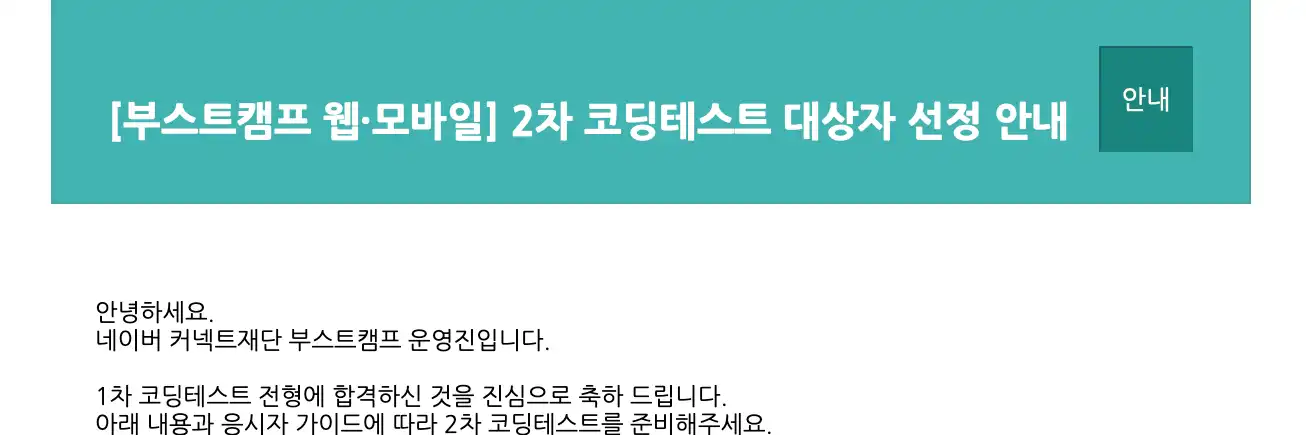 [부스트캠프 웹·모바일] 2차 코딩테스트 대상자 선정 안내
안내
안녕하세요.
네이버 커넥트재단 부스트캠프 운영진입니다.
1차 코딩테스트 전형에 합격하신 것을 진심으로 축하 드립니다.
아래 내용과 응시자 가이드에 따라 2차 코딩테스트를 준비해주세요.